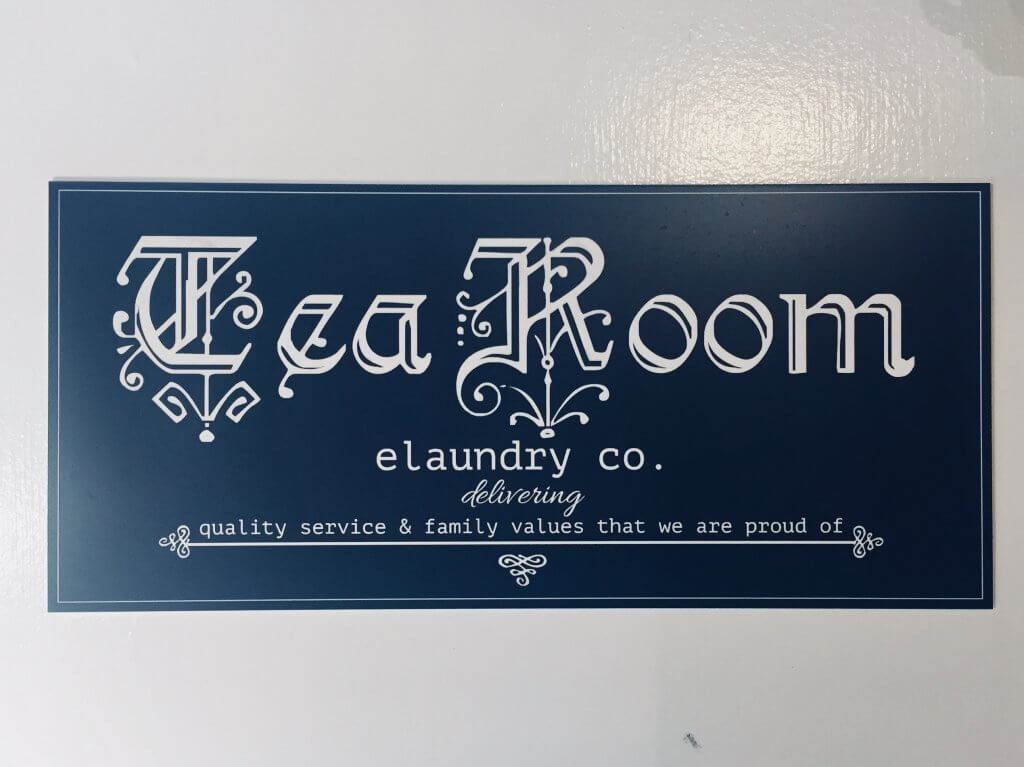 Tea Room
elaundry co.
delivering
quality service & family values that we are proud of